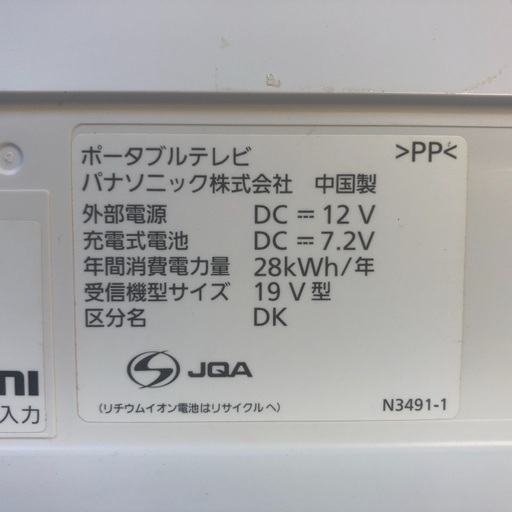 ポータブルテレビ >PP<
パナソニック株式会社 中国製
外部電源 DC ⎓ 12 V
充電式電池 DC ⎓ 7.2V
年間消費電力量 28kWh/年
受信機型サイズ 19 V 型
区分名 DK
JQA
(リチウムイオン電池はリサイクルへ) N3491-1
入力